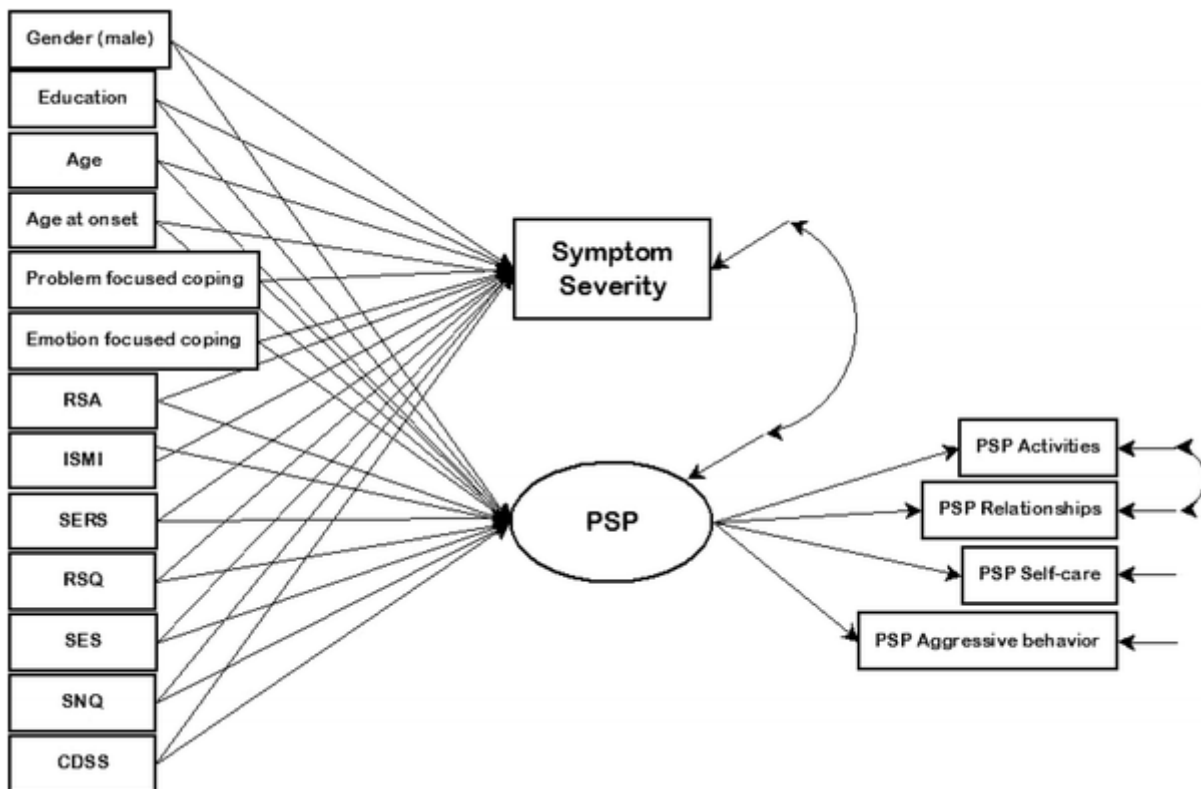 Gender (male)
Education
Age
Age at onset
Problem focused coping
Emotion focused coping
RSA
ISMI
SERS
RSQ
SES
SNQ
CDSS
Symptom
Severity
PSP
PSP Activities
PSP Relationships
PSP Self-care
PSP Aggressive behavior